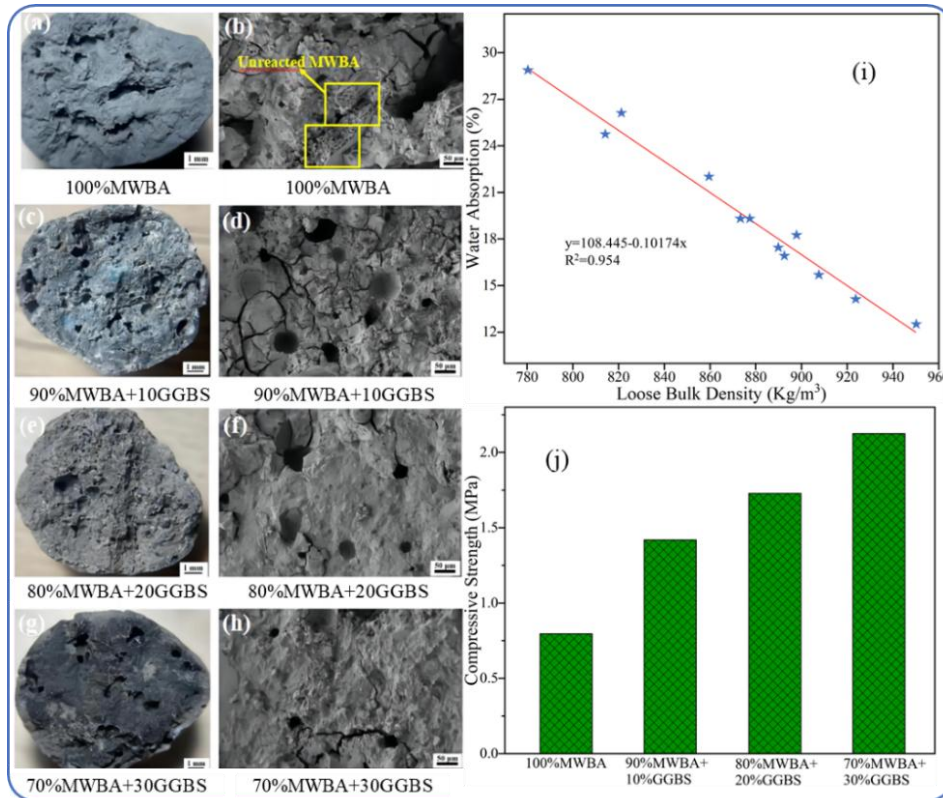 (a)
1 mm
100%MWBA
(b)
Unreacted MWBA
50 μm
100%MWBA
(c)
1 mm
90%MWBA+10GGBS
(d)
50 μm
90%MWBA+10GGBS
(e)
1 mm
80%MWBA+20GGBS
(f)
50 μm
80%MWBA+20GGBS
(g)
1 mm
70%MWBA+30GGBS
(h)
50 μm
70%MWBA+30GGBS
(i)
Water Absorption (%)
30
27
24
21
18
15
12
y=108.445-0.10174x
R²=0.954
780 800 820 840 860 880 900 920 940 96
Loose Bulk Density (Kg/m³)
(j)
Compressive Strength (MPa)
2.0
1.5
1.0
0.5
0.0
100%MWBA
90%MWBA+
10%GGBS
80%MWBA+
20%GGBS
70%MWBA+
30%GGBS